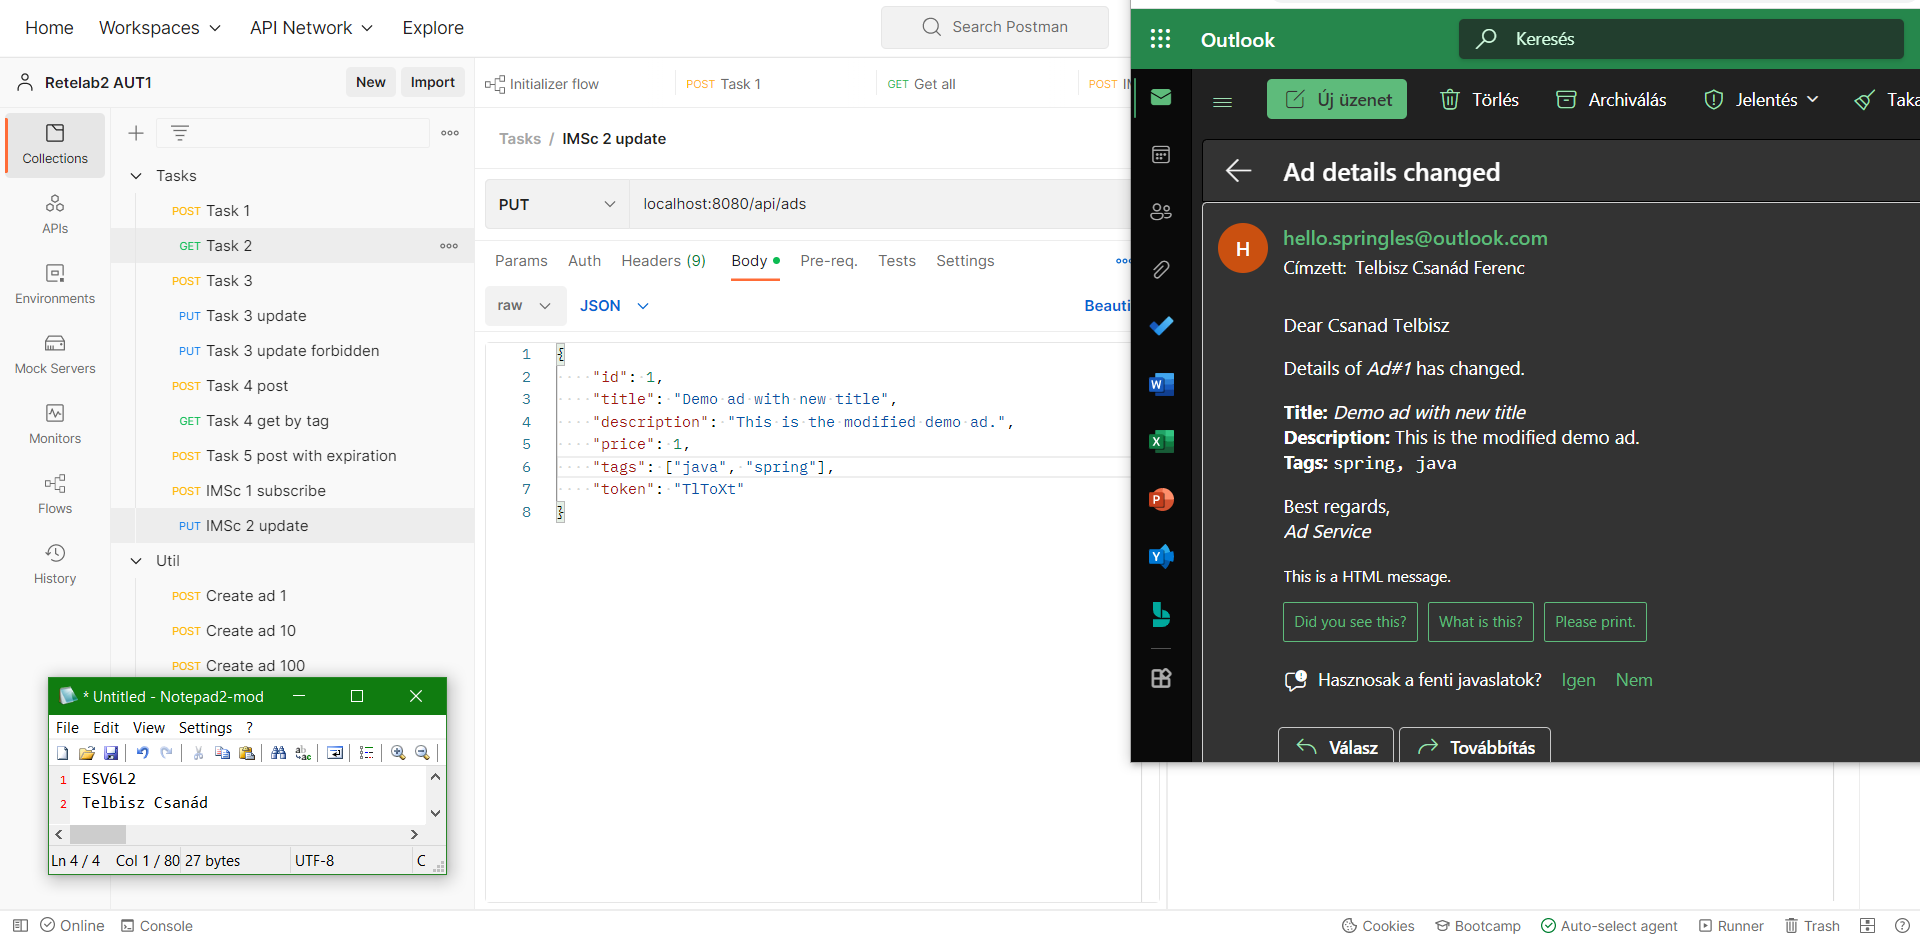 Home Workspaces API Network Explore
Search Postman
Retelab2 AUT1 New Import
Initializer flow POST Task 1 GET Get all POST
Collections
APIs
Environments
Mock Servers
Monitors
Flows
History
Tasks
POST Task 1
GET Task 2
POST Task 3
PUT Task 3 update
PUT Task 3 update forbidden
POST Task 4 post
GET Task 4 get by tag
POST Task 5 post with expiration
POST IMSc 1 subscribe
PUT IMSc 2 update
Util
POST Create ad 1
POST Create ad 10
POST Create ad 100
Tasks / IMSc 2 update
PUT localhost:8080/api/ads
Params Auth Headers (9) Body Pre-req. Tests Settings
raw JSON Beauti
1 {
2 "id": 1,
3 "title": "Demo ad with new title",
4 "description": "This is the modified demo ad.",
5 "price": 1,
6 "tags": ["java", "spring"],
7 "token": "TlToXt"
8 }
* Untitled - Notepad2-mod
File Edit View Settings ?
1 ESV6L2
2 Telbisz Csanád
Ln 4 / 4 Col 1 / 80 27 bytes UTF-8 C
Outlook
Keresés
Új üzenet Törlés Archiválás Jelentés Taka
Ad details changed
H
hello.springles@outlook.com
Címzett: Telbisz Csanád Ferenc
Dear Csanad Telbisz
Details of Ad#1 has changed.
Title: Demo ad with new title
Description: This is the modified demo ad.
Tags: spring, java
Best regards,
Ad Service
This is a HTML message.
Did you see this? What is this? Please print.
Hasznosak a fenti javaslatok? Igen Nem
Válasz Továbbítás
Online Console
Cookies Bootcamp Auto-select agent Runner Trash